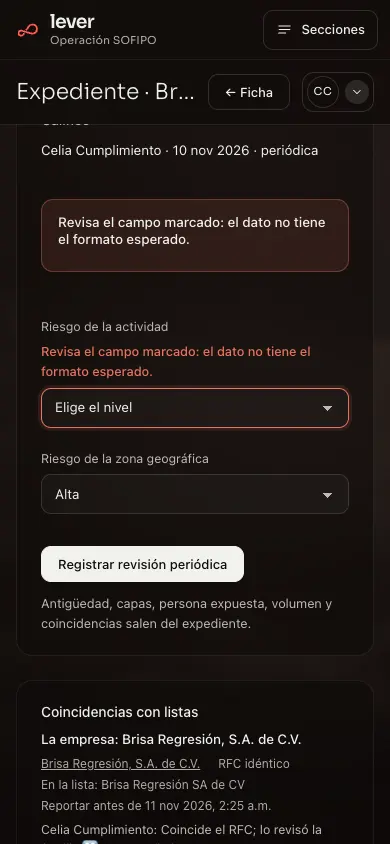 lever
Operación SOFIPO
Secciones
Expediente · Br...
← Ficha
CC
Celia Cumplimiento · 10 nov 2026 · periódica
Revisa el campo marcado: el dato no tiene
el formato esperado.
Riesgo de la actividad
Revisa el campo marcado: el dato no tiene el
formato esperado.
Elige el nivel
Riesgo de la zona geográfica
Alta
Registrar revisión periódica
Antigüedad, capas, persona expuesta, volumen y
coincidencias salen del expediente.
Coincidencias con listas
La empresa: Brisa Regresión, S.A. de C.V.
Brisa Regresión, S.A. de C.V. RFC idéntico
En la lista: Brisa Regresión SA de CV
Reportar antes de 11 nov 2026, 2:25 a.m.
Celia Cumplimiento: Coincide el RFC; lo revisó la